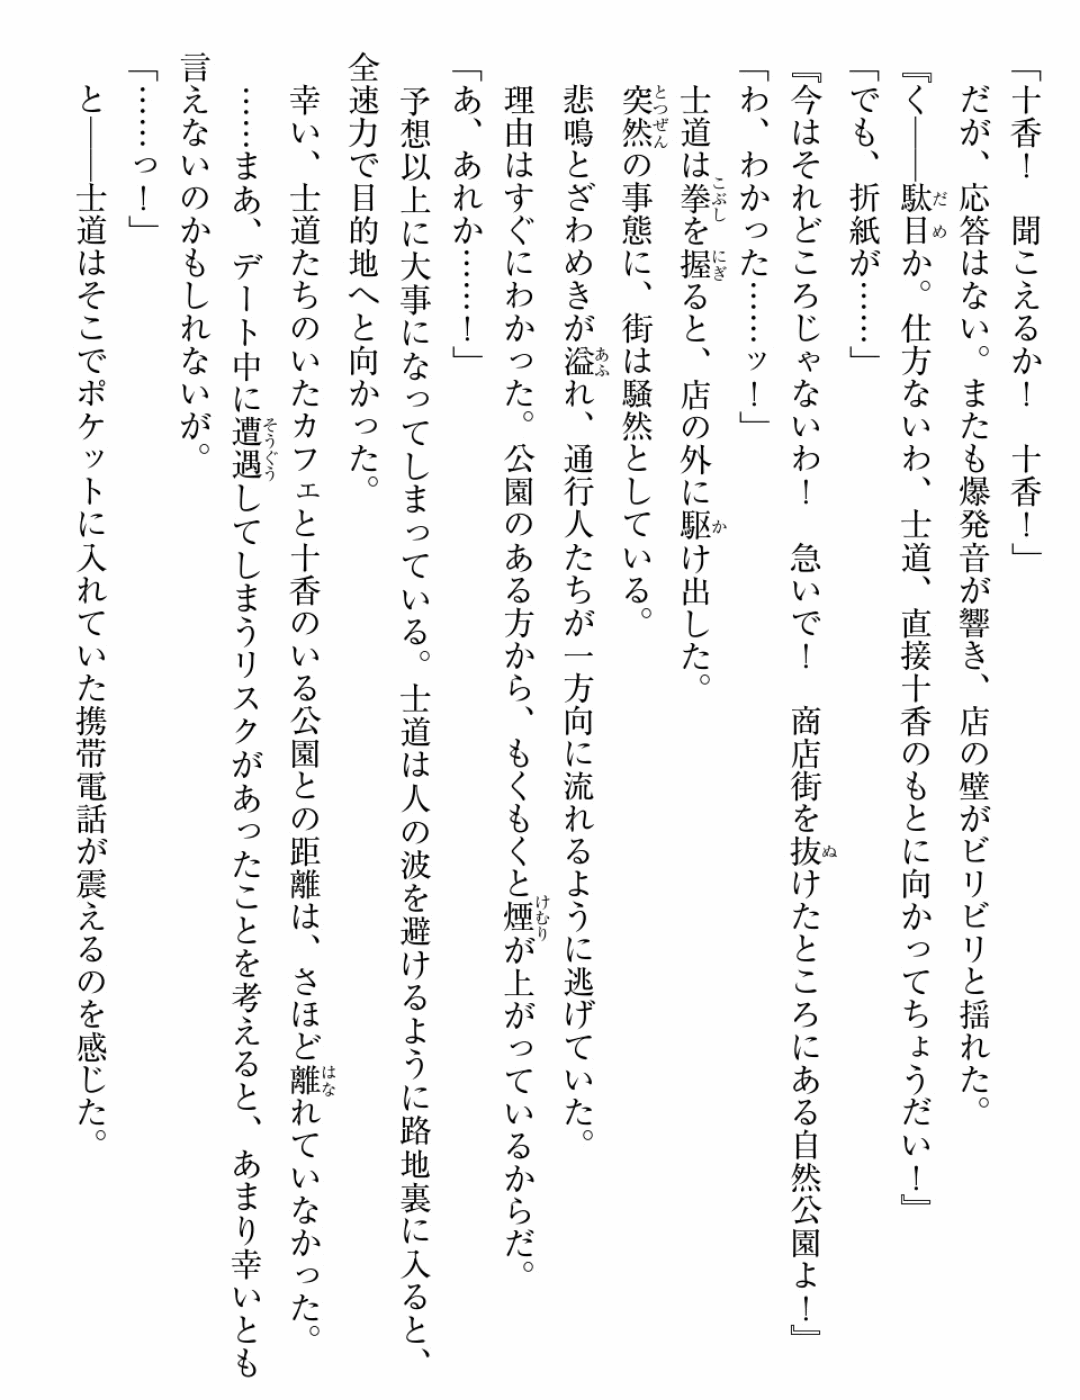 「十香！　聞こえるか！　十香！」
　だが、応答はない。またも爆発音が響き、店の壁がビリビリと揺れた。
『く――駄目か。仕方ないわ、士道、直接十香のもとに向かってちょうだい！』
「でも、折紙が……」
『今はそれどころじゃないわ！　急いで！　商店街を抜けたところにある自然公園よ！』
「わ、わかった……ッ！」
　士道は拳を握ると、店の外に駆け出した。
　突然の事態に、街は騒然としている。
　悲鳴とざわめきが溢れ、通行人たちが一方向に流れるように逃げていた。
　理由はすぐにわかった。公園のある方から、もくもくと煙が上がっているからだ。
「あ、あれか……！」
　予想以上に大事になってしまっている。士道は人の波を避けるように路地裏に入ると、
全速力で目的地へと向かった。
　幸い、士道たちのいたカフェと十香のいる公園との距離は、さほど離れていなかった。
　……まあ、デート中に遭遇してしまうリスクがあったことを考えると、あまり幸いとも
言えないのかもしれないが。
「……っ！」
　と――士道はそこでポケットに入れていた携帯電話が震えるのを感じた。